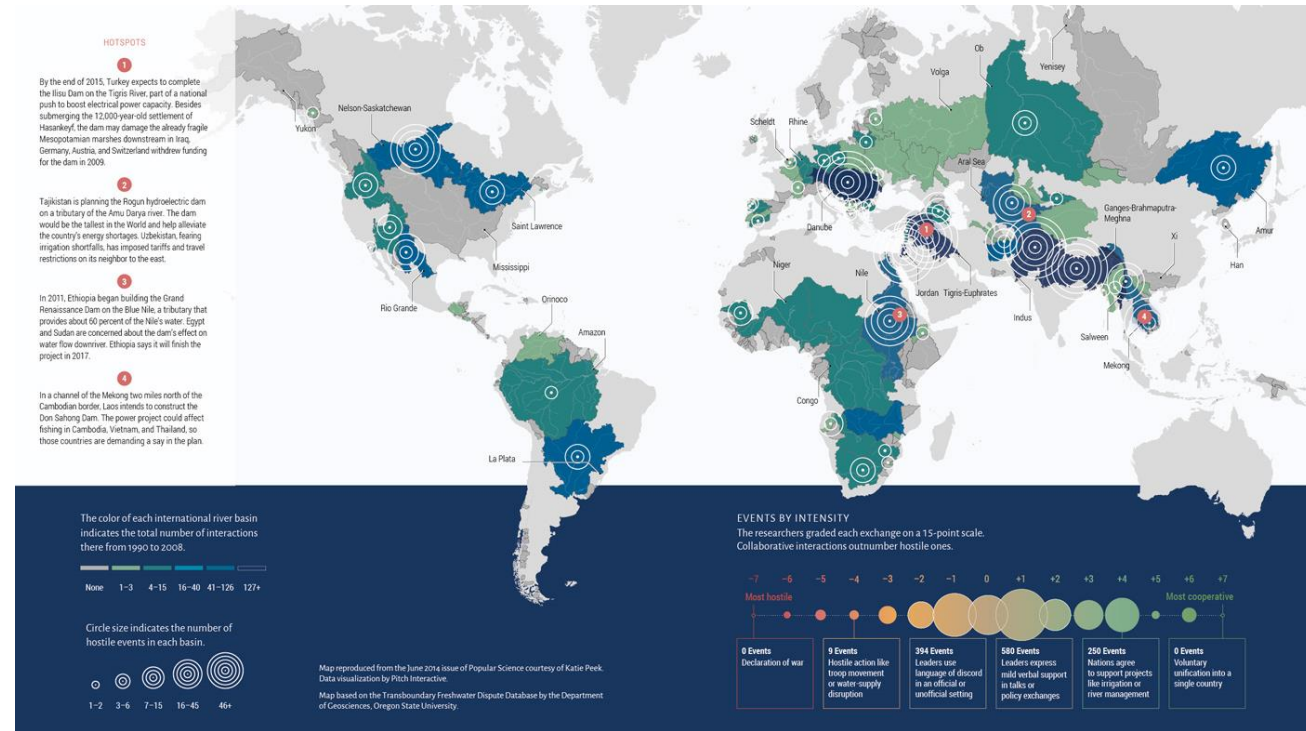 HOTSPOTS
1
By the end of 2015, Turkey expects to complete
the Ilisu Dam on the Tigris River, part of a national
push to boost electrical power capacity. Besides
submerging the 12,000-year-old settlement of
Hasankeyf, the dam may damage the already fragile
Mesopotamian marshes downstream in Iraq,
Germany, Austria, and Switzerland withdrew funding
for the dam in 2009.
2
Tajikistan is planning the Rogun hydroelectric dam
on a tributary of the Amu Darya river. The dam
would be the tallest in the World and help alleviate
the country's energy shortages. Uzbekistan, fearing
irrigation shortfalls, has imposed tariffs and travel
restrictions on its neighbor to the east.
3
In 2011, Ethiopia began building the Grand
Renaissance Dam on the Blue Nile, a tributary that
provides about 60 percent of the Nile's water. Egypt
and Sudan are concerned about the dam's effect on
water flow downriver. Ethiopia says it will finish the
project in 2017.
4
In a channel of the Mekong two miles north of the
Cambodian border, Laos intends to construct the
Don Sahong Dam. The power project could affect
fishing in Cambodia, Vietnam, and Thailand, so
those countries are demanding a say in the plan.
Yukon
Nelson-Saskatchewan
Saint Lawrence
Mississippi
Rio Grande
Orinoco
Amazon
La Plata
Ob
Yenisey
Volga
Scheldt
Rhine
Aral Sea
Danube
Ganges-Brahmaputra-
Meghna
Xi
Amur
Han
Niger
Nile
Jordan
Tigris-Euphrates
Indus
Salween
Mekong
Congo
1
2
3
4
The color of each international river basin
indicates the total number of interactions
there from 1990 to 2008.
None 1–3 4–15 16–40 41–126 127+
Circle size indicates the number of
hostile events in each basin.
1–2 3–6 7–15 16–45 46+
Map reproduced from the June 2014 issue of Popular Science courtesy of Katie Peek.
Data visualization by Pitch Interactive.
Map based on the Transboundary Freshwater Dispute Database by the Department
of Geosciences, Oregon State University.
EVENTS BY INTENSITY
The researchers graded each exchange on a 15-point scale.
Collaborative interactions outnumber hostile ones.
−7 −6 −5 −4 −3 −2 −1 0 +1 +2 +3 +4 +5 +6 +7
Most hostile
Most cooperative
0 Events
Declaration of war
9 Events
Hostile action like
troop movement
or water-supply
disruption
394 Events
Leaders use
language of discord
in an official or
unofficial setting
580 Events
Leaders express
mild verbal support
in talks or
policy exchanges
250 Events
Nations agree
to support projects
like irrigation or
river management
0 Events
Voluntary
unification into a
single country